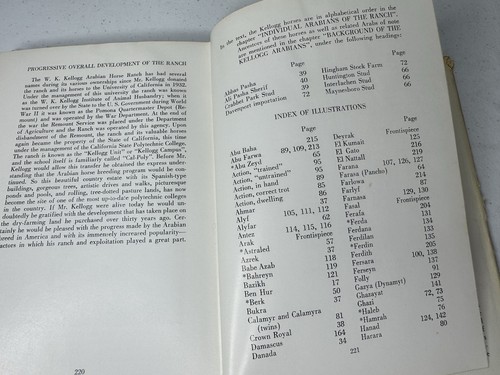 PROGRESSIVE OVERALL DEVELOPMENT OF THE RANCH
The W. K. Kellogg Arabian Horse Ranch has had several
names during its various ownerships since Mr. Kellogg donated
the ranch and its horses to the University of California in 1932.
Under the management of this university the ranch was known
as the W. K. Kellogg Institute of Animal Husbandry; when it
was turned over by the State to the U. S. Government during World
War II it was known as the Pomona Quartermaster Depot (Re-
mount) and was operated by the War Department. At the end of
the war the Remount Service was placed under the Department
of Agriculture and the Ranch was operated by this agency. Upon
disbandment of the Remount, the ranch and its valuable horses
again became the property of the State of California, this time
under the management of the California State Polytechnic College.
The ranch is known as the "Kellogg Unit" or "Kellogg Campus",
and the school itself is familiarly called "Cal-Poly". Before Mr.
Kellogg would allow the transfer he obtained the express under-
standing that the Arabian horse breeding program would be con-
tinued. So this beautiful country estate with its Spanish-type
buildings, gorgeous trees, artistic drives and walks, picturesque
ponds and pools, and rolling, tree-dotted pasture lands, has now
become the site of one of the most up-to-date polytechnic colleges
in the country. If Mr. Kellogg were alive today he would un-
doubtedly be gratified with the development that has taken place on
the dry-farming land he purchased over thirty years ago. Cer-
tainly he would be pleased with the progress made by the Arabian
breed in America and with its immensely increased popularity—
factors in which his ranch and exploitation played a great part.
220
In the text, the Kellogg horses are in alphabetical order in the
chapter "INDIVIDUAL ARABIANS OF THE RANCH".
Ancestors of these horses as well as related Arabs of note
are mentioned in the chapter "BACKGROUND OF THE
KELLOGG ARABIANS", under the following headings:
Page
Abbas Pasha 39
Ali Pasha Sherif 40
Crabbet Park Stud 39
Davenport importation 72
Page
Hingham Stock Farm 72
Huntington Stud 66
Interlachen Stud 66
Maynesboro Stud 66
INDEX OF ILLUSTRATIONS
Page
Abu Baha 215
Abu Farwa 89, 109, 213
*Abu Zeyd 65
Action, "trained" 95
Action, "untrained" 95
Action, in hand 89
Action, correct trot 86
Action, dwelling 37
Ahmar
Alyf 105, 111, 112
Alyfar 62
Antez 114, 115, 116
Arak Frontispiece
*Astraled 57
Azrek 37
Babe Azab 118
*Bahreyn 119
Bazikh 121
Ben Hur 17
*Berk 50
Bukra 37
Calamyr and Calamyra
(twins) 81
Crown Royal 38
Damascus 162
Danada 34
Page
Deyrak Frontispiece
El Kumait 125
El Gato 21
El Nattall 219
Farana 107, 126, 127
Farara (Pancho) 64
Farlowa 87
Farlyf
Farnasa 129, 130
Fasal Frontispiece
Ferafa 204
*Ferda 131
Ferdana 134
Ferdilan 133
*Ferdin 135
Ferdith 205
Fersara 100, 138
Ferseyn 137
Folly 91
Gazya (Dynamyt) 129
Ghazayat 141
Ghazi 72, 73
*Haleb 75
*Hamrah 76
Hanad 124, 142
Harara 80
221